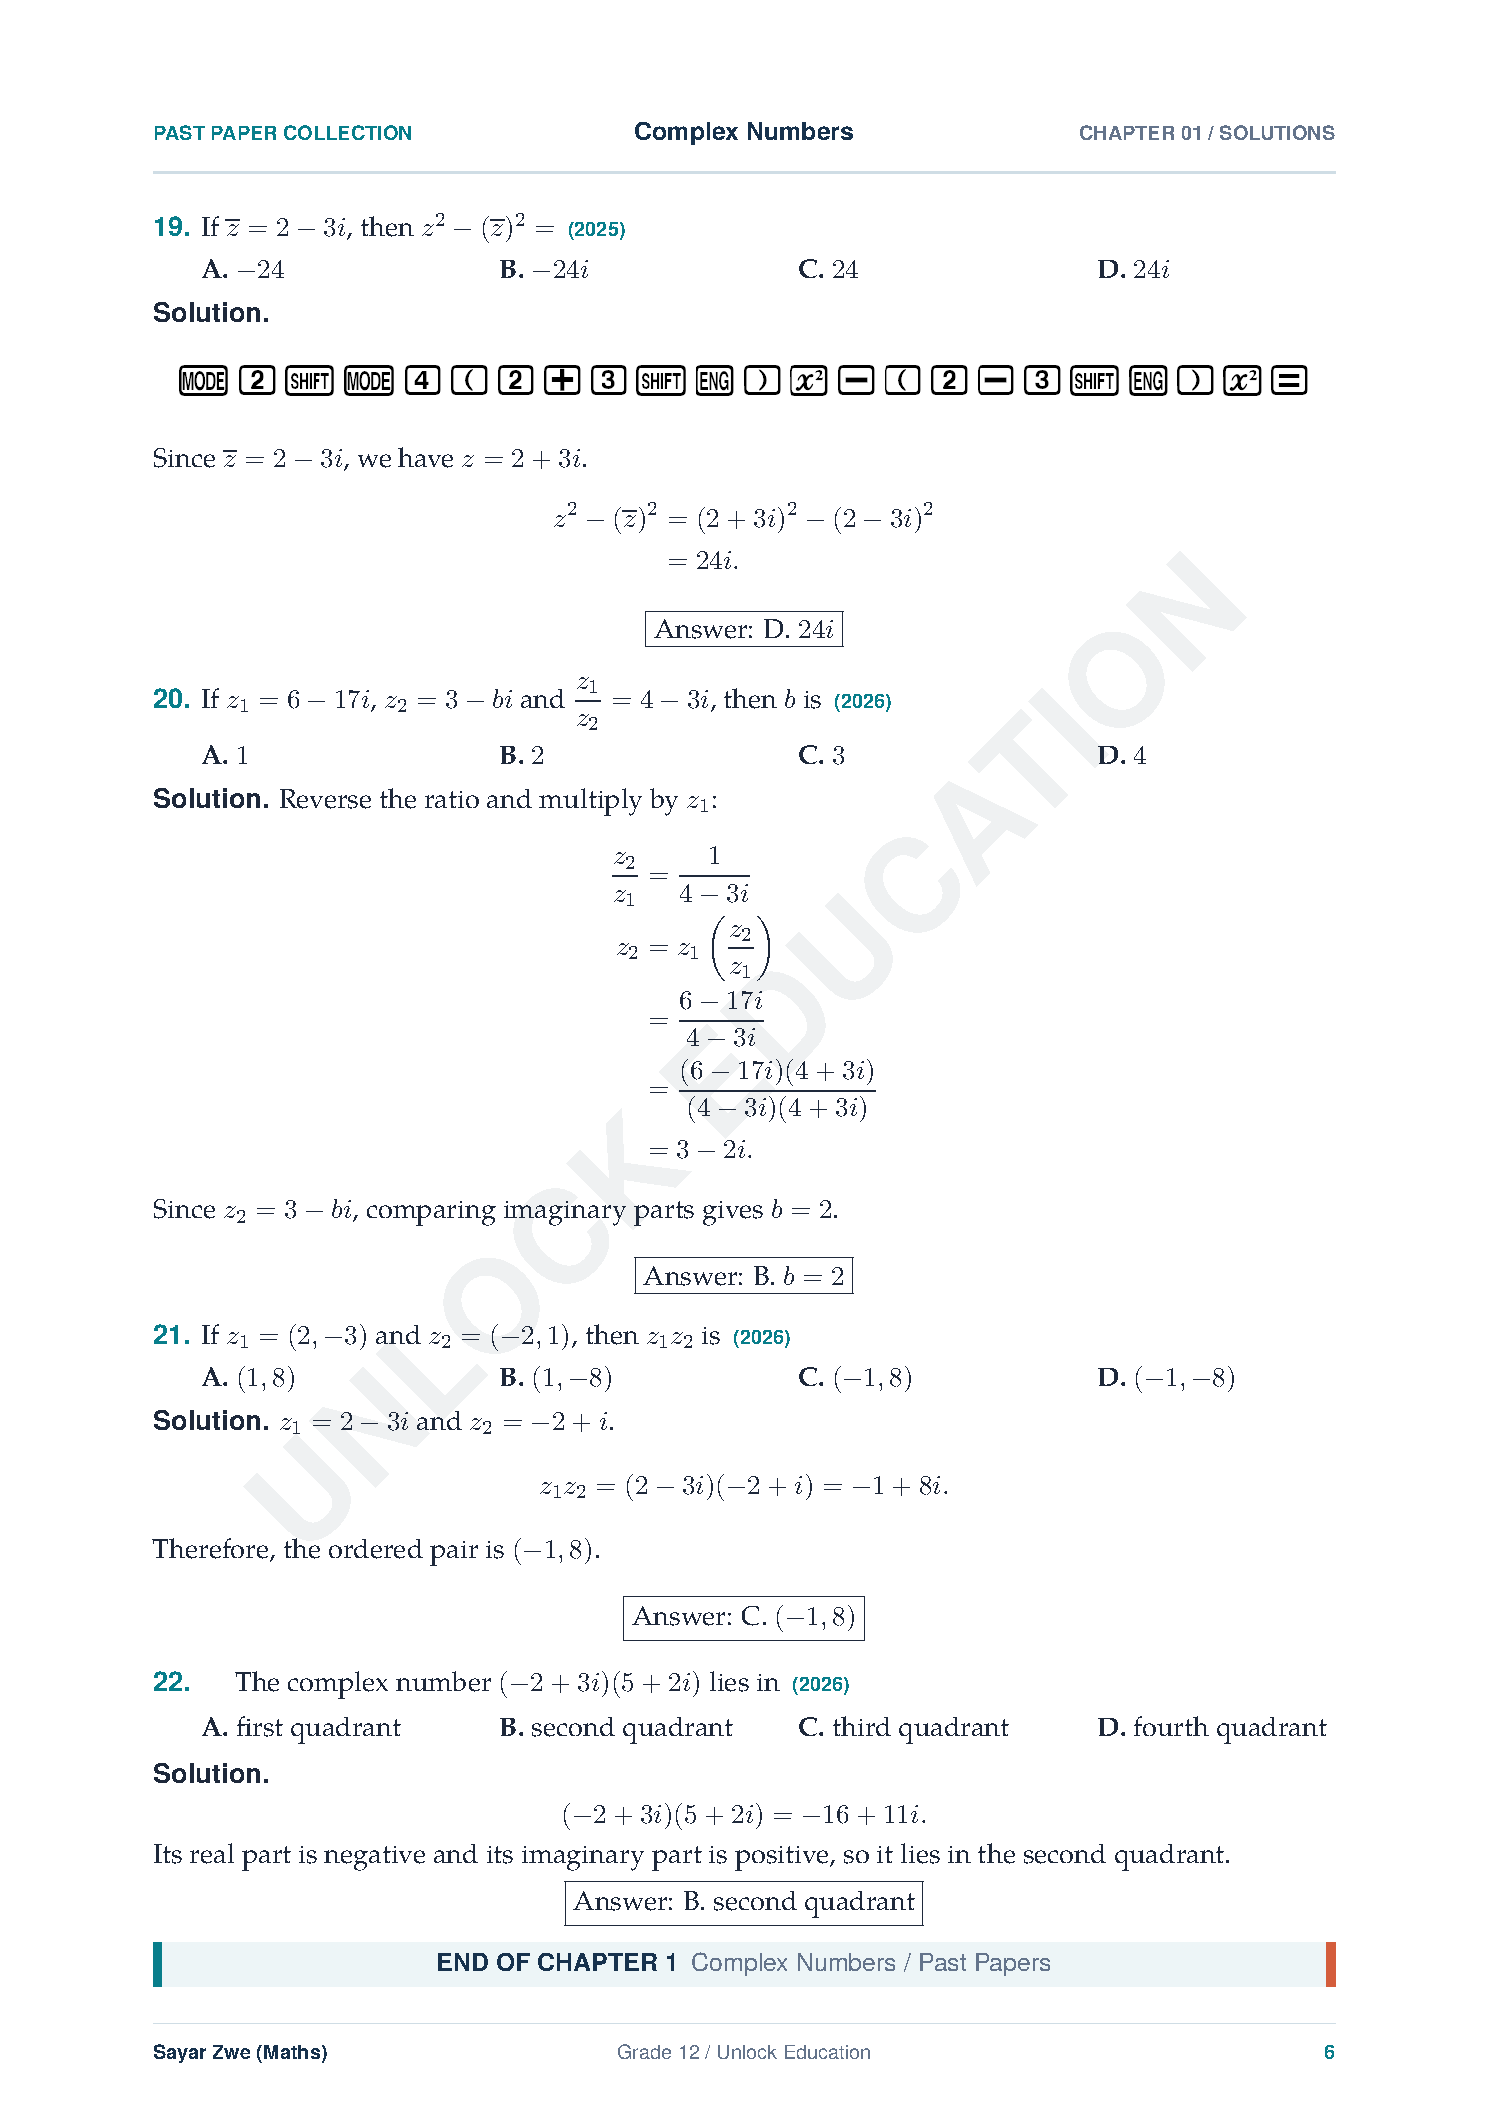 PAST PAPER COLLECTION Complex Numbers CHAPTER 01 / SOLUTIONS
19. If z̅ = 2 − 3i, then z² − (z̅)² = (2025)
A. −24 B. −24i C. 24 D. 24i
Solution.
MODE 2 SHIFT MODE 4 ( 2 + 3 SHIFT ENG ) x² − ( 2 − 3 SHIFT ENG ) x² =
Since z̅ = 2 − 3i, we have z = 2 + 3i.
z² − (z̅)² = (2 + 3i)² − (2 − 3i)²
= 24i.
Answer: D. 24i
20. If z₁ = 6 − 17i, z₂ = 3 − bi and z₁/z₂ = 4 − 3i, then b is (2026)
A. 1 B. 2 C. 3 D. 4
Solution. Reverse the ratio and multiply by z₁:
z₂/z₁ = 1/(4 − 3i)
z₂ = z₁ (z₂/z₁)
= (6 − 17i)/(4 − 3i)
= (6 − 17i)(4 + 3i)/(4 − 3i)(4 + 3i)
= 3 − 2i.
Since z₂ = 3 − bi, comparing imaginary parts gives b = 2.
Answer: B. b = 2
21. If z₁ = (2, −3) and z₂ = (−2, 1), then z₁z₂ is (2026)
A. (1, 8) B. (1, −8) C. (−1, 8) D. (−1, −8)
Solution. z₁ = 2 − 3i and z₂ = −2 + i.
z₁z₂ = (2 − 3i)(−2 + i) = −1 + 8i.
Therefore, the ordered pair is (−1, 8).
Answer: C. (−1, 8)
22. The complex number (−2 + 3i)(5 + 2i) lies in (2026)
A. first quadrant B. second quadrant C. third quadrant D. fourth quadrant
Solution.
(−2 + 3i)(5 + 2i) = −16 + 11i.
Its real part is negative and its imaginary part is positive, so it lies in the second quadrant.
Answer: B. second quadrant
END OF CHAPTER 1 Complex Numbers / Past Papers
Sayar Zwe (Maths) Grade 12 / Unlock Education 6
UNLOCK EDUCATION